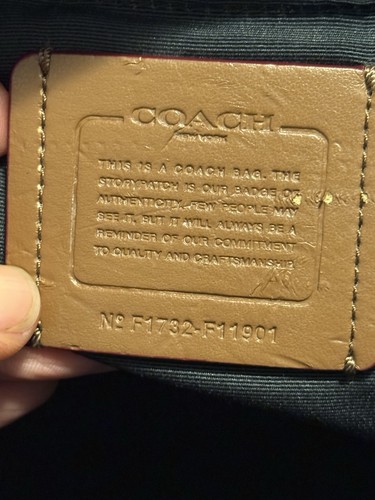 COACH
NEW YORK
THIS IS A COACH BAG. THE
STORYPATCH IS OUR BADGE OF
AUTHENTICITY. FEW PEOPLE MAY
SEE IT, BUT IT WILL ALWAYS BE A
REMINDER OF OUR COMMITMENT
TO QUALITY AND CRAFTSMANSHIP.
Nº F1732-F11901